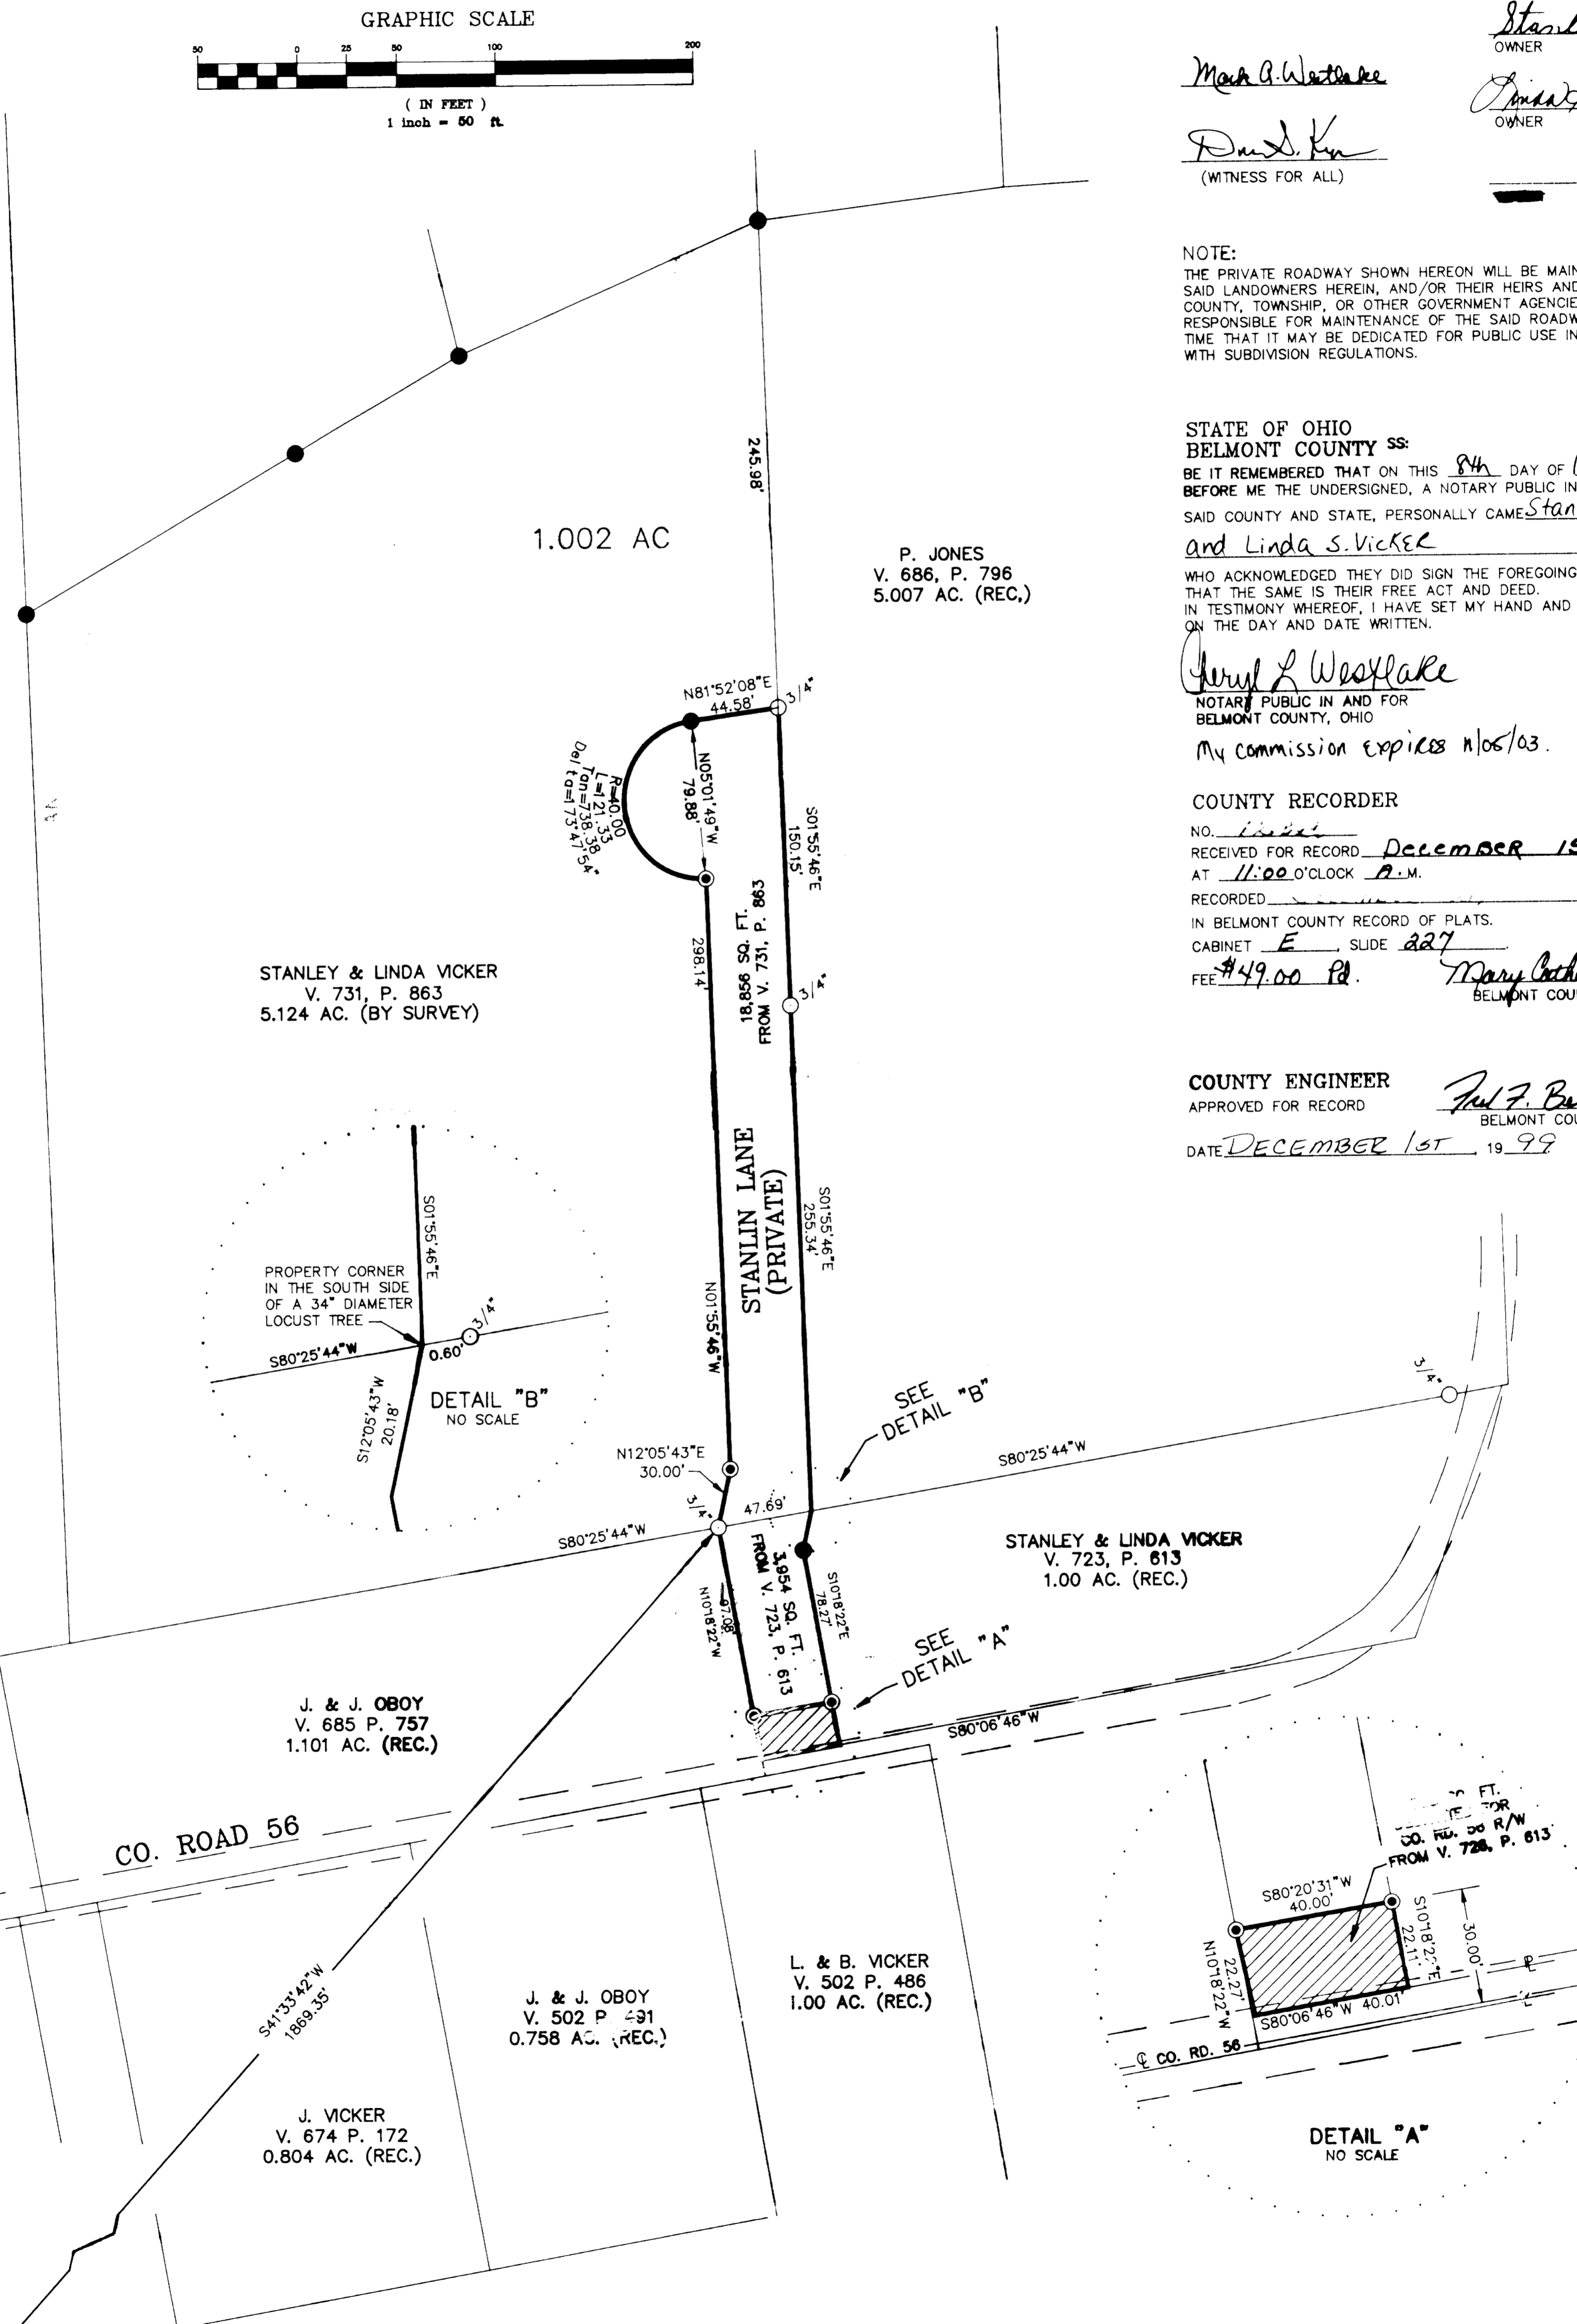 GRAPHIC SCALE
50 0 25 50 100 200
( IN FEET )
1 inch = 50 ft.
Mark A. Westlake
(WITNESS FOR ALL)
OWNER
OWNER
NOTE:
THE PRIVATE ROADWAY SHOWN HEREON WILL BE MAIN
SAID LANDOWNERS HEREIN, AND/OR THEIR HEIRS AND
COUNTY, TOWNSHIP, OR OTHER GOVERNMENT AGENCIE
RESPONSIBLE FOR MAINTENANCE OF THE SAID ROADW
TIME THAT IT MAY BE DEDICATED FOR PUBLIC USE IN
WITH SUBDIVISION REGULATIONS.
STATE OF OHIO
BELMONT COUNTY SS:
BE IT REMEMBERED THAT ON THIS 8th DAY OF
BEFORE ME THE UNDERSIGNED, A NOTARY PUBLIC IN
SAID COUNTY AND STATE, PERSONALLY CAME Stan
and Linda S. Vicker
WHO ACKNOWLEDGED THEY DID SIGN THE FOREGOING
THAT THE SAME IS THEIR FREE ACT AND DEED.
IN TESTIMONY WHEREOF, I HAVE SET MY HAND AND
ON THE DAY AND DATE WRITTEN.
Cheryl L Westlake
NOTARY PUBLIC IN AND FOR
BELMONT COUNTY, OHIO
My commission expires 11/05/03.
COUNTY RECORDER
NO.
RECEIVED FOR RECORD December 1S
AT 11:00 O'CLOCK A.M.
RECORDED
IN BELMONT COUNTY RECORD OF PLATS.
CABINET E, SLIDE 227
FEE $49.00 Pd. Mary Cath
BELMONT COU
COUNTY ENGINEER
APPROVED FOR RECORD Fred F. Be
BELMONT COU
DATE DECEMBER 1ST, 19 99
245.98'
1.002 AC
P. JONES
V. 686, P. 796
5.007 AC. (REC.)
N81°52'08"E
44.58'
3/4"
R=40.00
L=121.33
Tan=738.38
Delta=173°47'54"
N05°01'49"W
79.88'
S01°55'46"E
150.15'
298.14'
18,858 SQ. FT.
FROM V. 731, P. 863
3/4"
STANLEY & LINDA VICKER
V. 731, P. 863
5.124 AC. (BY SURVEY)
STANLIN LANE
(PRIVATE)
S01°55'46"E
255.34'
N01°55'46"W
S01°55'46"E
PROPERTY CORNER
IN THE SOUTH SIDE
OF A 34" DIAMETER
LOCUST TREE
3/4"
S80°25'44"W
0.60'
S12°05'43"W
20.18'
DETAIL "B"
NO SCALE
SEE
DETAIL "B"
3/4"
N12°05'43"E
30.00'
3/4"
47.69'
S80°25'44"W
S80°25'44"W
STANLEY & LINDA VICKER
V. 723, P. 613
1.00 AC. (REC.)
3,954 SQ. FT.
FROM V. 723, P. 613
N10°18'22"W
97.08'
S10°18'22"E
78.27'
SEE
DETAIL "A"
S80°06'46"W
J. & J. OBOY
V. 685 P. 757
1.101 AC. (REC.)
CO. ROAD 56
S41°33'42"W
1869.35'
J. & J. OBOY
V. 502 P. 491
0.758 AC. (REC.)
L. & B. VICKER
V. 502 P. 486
1.00 AC. (REC.)
J. VICKER
V. 674 P. 172
0.804 AC. (REC.)
FT.
FOR
CO. RD. 56 R/W
FROM V. 723, P. 613
S80°20'31"W
40.00'
S10°18'22"E
22.11'
30.00'
N10°18'22"W
22.27'
S80°06'46"W 40.01'
℄ CO. RD. 56
DETAIL "A"
NO SCALE